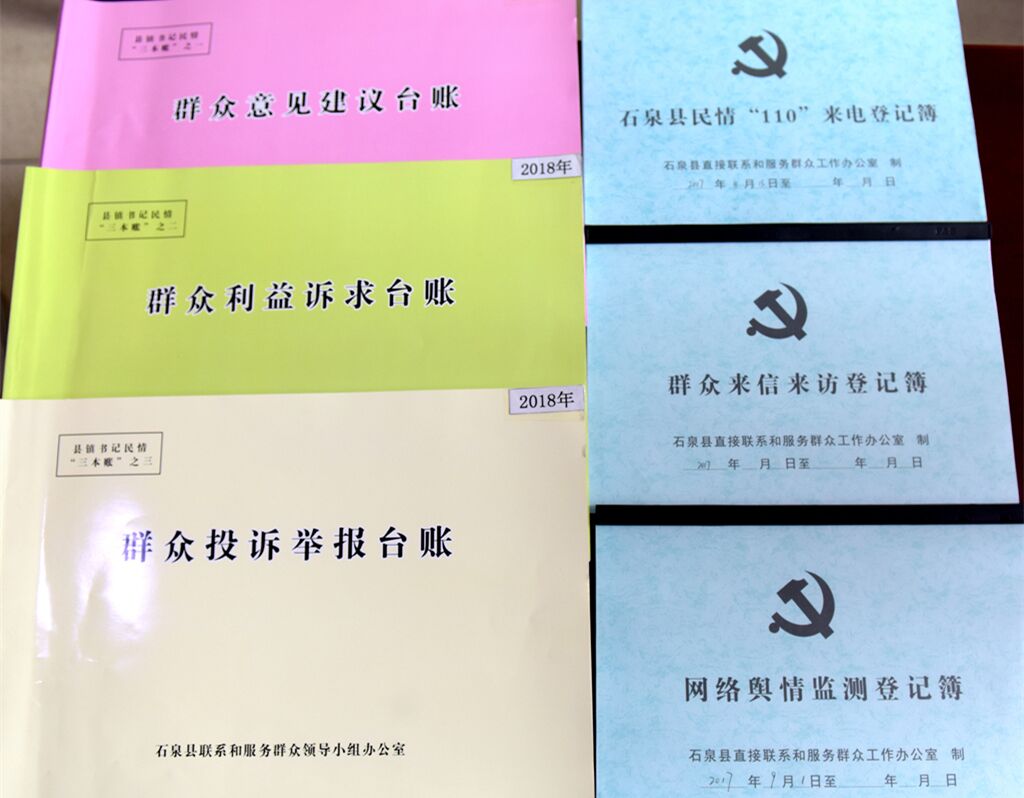 县镇书记民情
“三本账”之一
群众意见建议台账
2018年
县镇书记民情
“三本账”之二
群众利益诉求台账
2018年
县镇书记民情
“三本账”之三
群众投诉举报台账
石泉县联系和服务群众领导小组办公室
石泉县民情“110”来电登记簿
石泉县直接联系和服务群众工作办公室 制
2017 年 月 日至 年 月 日
群众来信来访登记簿
石泉县直接联系和服务群众工作办公室 制
2017 年 月 日至 年 月 日
网络舆情监测登记簿
石泉县直接联系和服务群众工作办公室 制
2017 年 9 月 1 日至 年 月 日